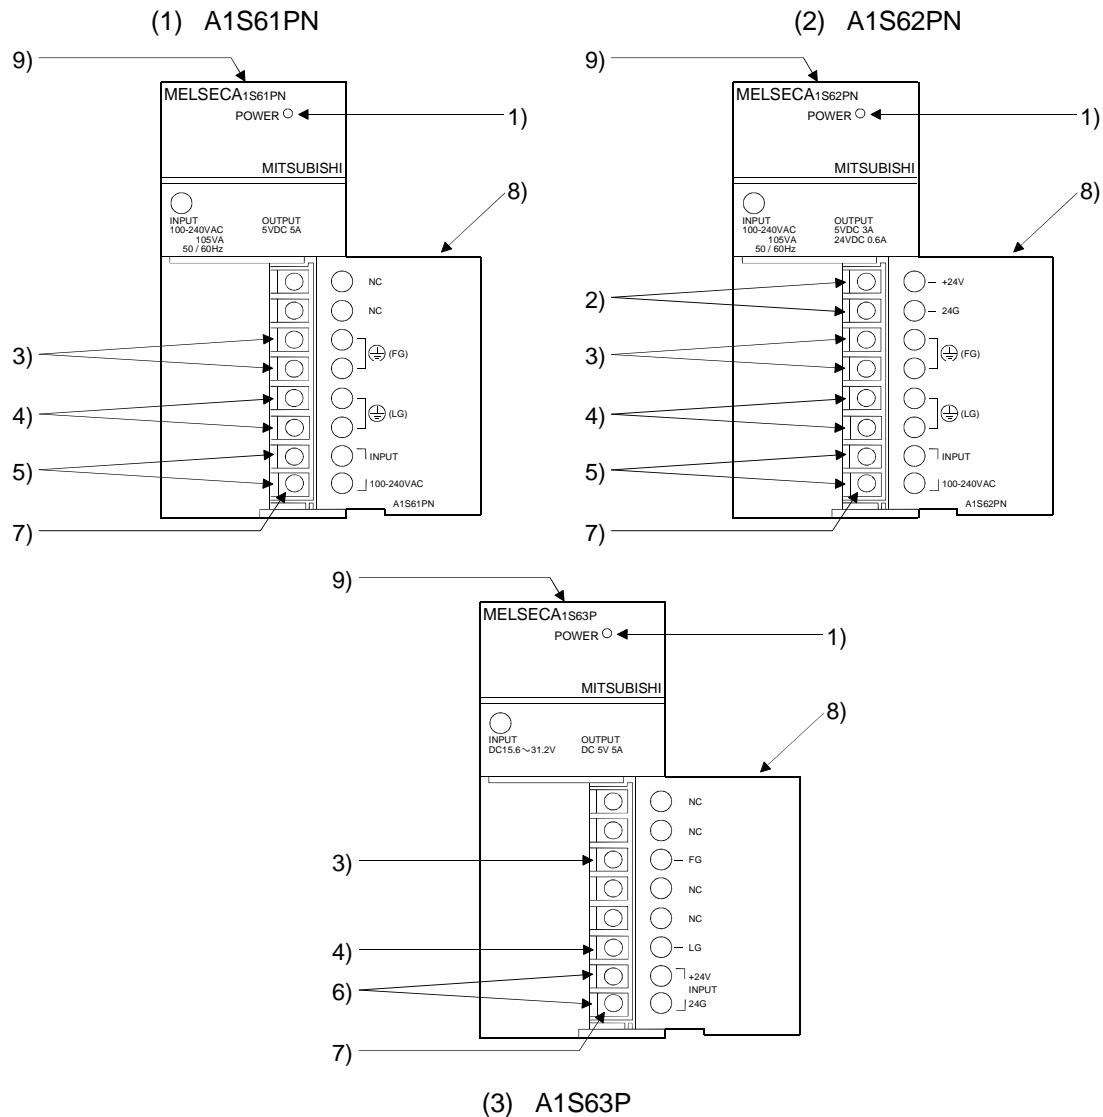 (1) A1S61PN
9)
MELSECA1S61PN
POWER
1)
MITSUBISHI
8)
INPUT
100-240VAC
105VA
50 / 60Hz
OUTPUT
5VDC 5A
NC
NC
3)
(FG)
4)
(LG)
5)
INPUT
100-240VAC
A1S61PN
7)
(2) A1S62PN
9)
MELSECA1S62PN
POWER
1)
MITSUBISHI
8)
INPUT
100-240VAC
105VA
50 / 60Hz
OUTPUT
5VDC 3A
24VDC 0.6A
2)
+24V
24G
3)
(FG)
4)
(LG)
5)
INPUT
100-240VAC
A1S62PN
7)
9)
MELSECA1S63P
POWER
1)
MITSUBISHI
8)
INPUT
DC15.6～31.2V
OUTPUT
DC 5V 5A
NC
NC
3)
FG
NC
NC
4)
LG
6)
+24V
INPUT
24G
7)
(3) A1S63P